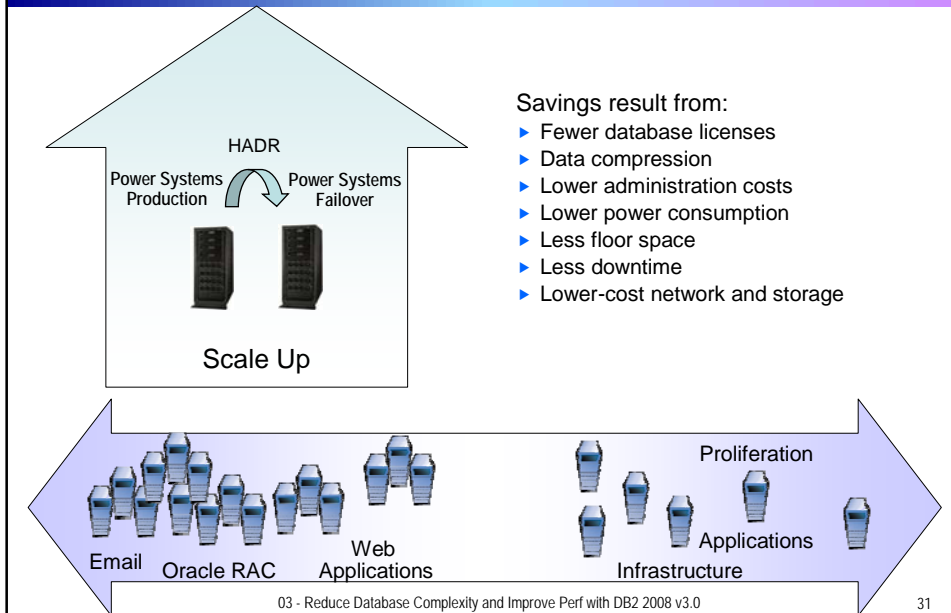 HADR
Power Systems
Production
Power Systems
Failover
Scale Up
Savings result from:
Fewer database licenses
Data compression
Lower administration costs
Lower power consumption
Less floor space
Less downtime
Lower-cost network and storage
Email
Oracle RAC
Web
Applications
Proliferation
Applications
Infrastructure
03 - Reduce Database Complexity and Improve Perf with DB2 2008 v3.0
31